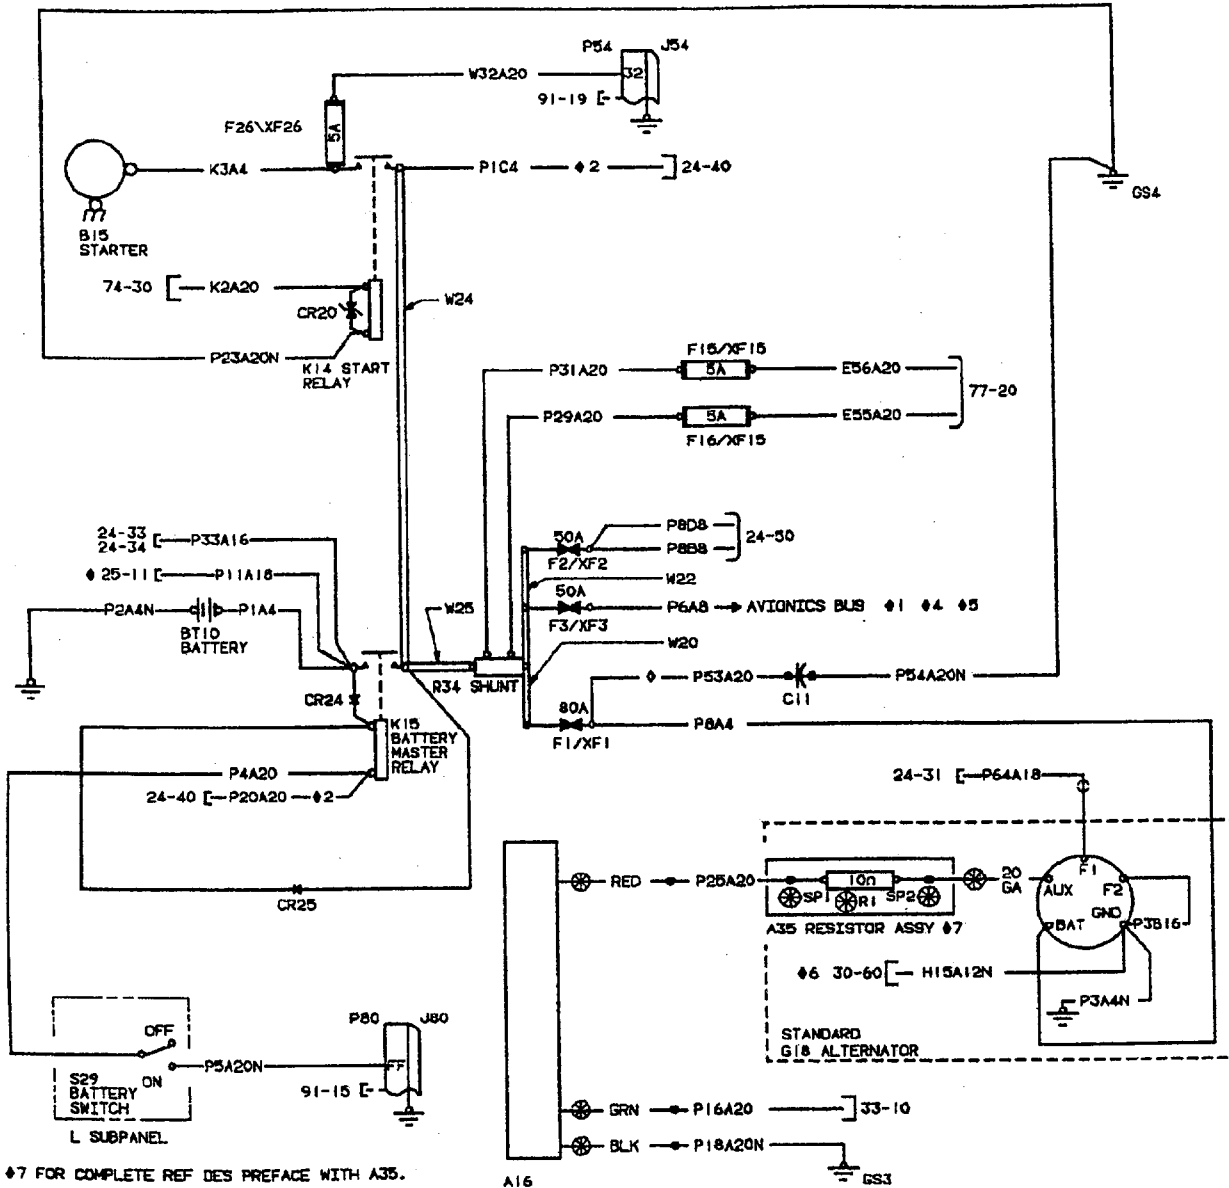 P54 J54
W32A20 32
91-19
F26\XF26 5A
K3A4 P1C4 ♦2 24-40
GS4
B15
STARTER
74-30 K2A20
CR20
W24
P23A20N
K14 START
RELAY
F15/XF15
P31A20 5A E56A20
77-20
P29A20 5A E55A20
F16/XF15
24-33
24-34 P33A16
P8D8
50A 24-50
P8B8
F2/XF2
♦ 25-11 P11A18
W22
50A
P2A4N P1A4
W25
P6A8 AVIONICS BUS ♦1 ♦4 ♦5
F3/XF3
BT10
BATTERY
W20
R34 SHUNT
♦ P53A20 P54A20N
C11
CR24
80A
P8A4
F1/XF1
K15
BATTERY
MASTER
RELAY
P4A20
24-40 P20A20 ♦2
24-31 P64A18
CR25
RED P25A20 10Ω 20
GA
SP1 R1 SP2
A35 RESISTOR ASSY ♦7
F1
AUX F2
GND
BAT P3B16
♦6 30-60 H15A12N
P3A4N
STANDARD
G18 ALTERNATOR
OFF
ON
S29
BATTERY
SWITCH
L SUBPANEL
P5A20N
P80 J80
FF
91-15
GRN P16A20 33-10
BLK P18A20N
GS3
A16
♦7 FOR COMPLETE REF DES PREFACE WITH A35.